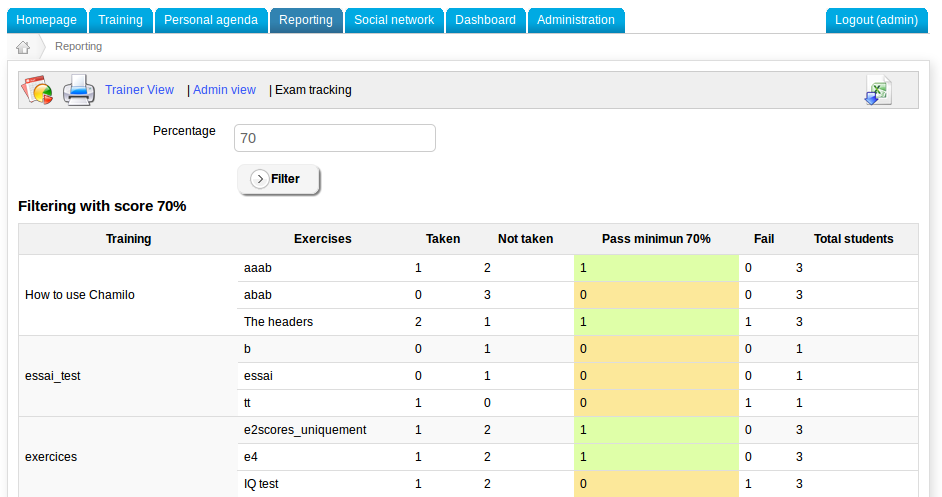 Homepage Training Personal agenda Reporting Social network Dashboard Administration Logout (admin)
Reporting
Trainer View | Admin view | Exam tracking
Percentage 70
Filter
Filtering with score 70%
Training Exercises Taken Not taken Pass minimun 70% Fail Total students
aaab 1 2 1 0 3
How to use Chamilo abab 0 3 0 0 3
The headers 2 1 1 1 3
b 0 1 0 0 1
essai_test essai 0 1 0 0 1
tt 1 0 0 1 1
e2scores_uniquement 1 2 1 0 3
exercices e4 1 2 1 0 3
IQ test 1 2 0 1 3